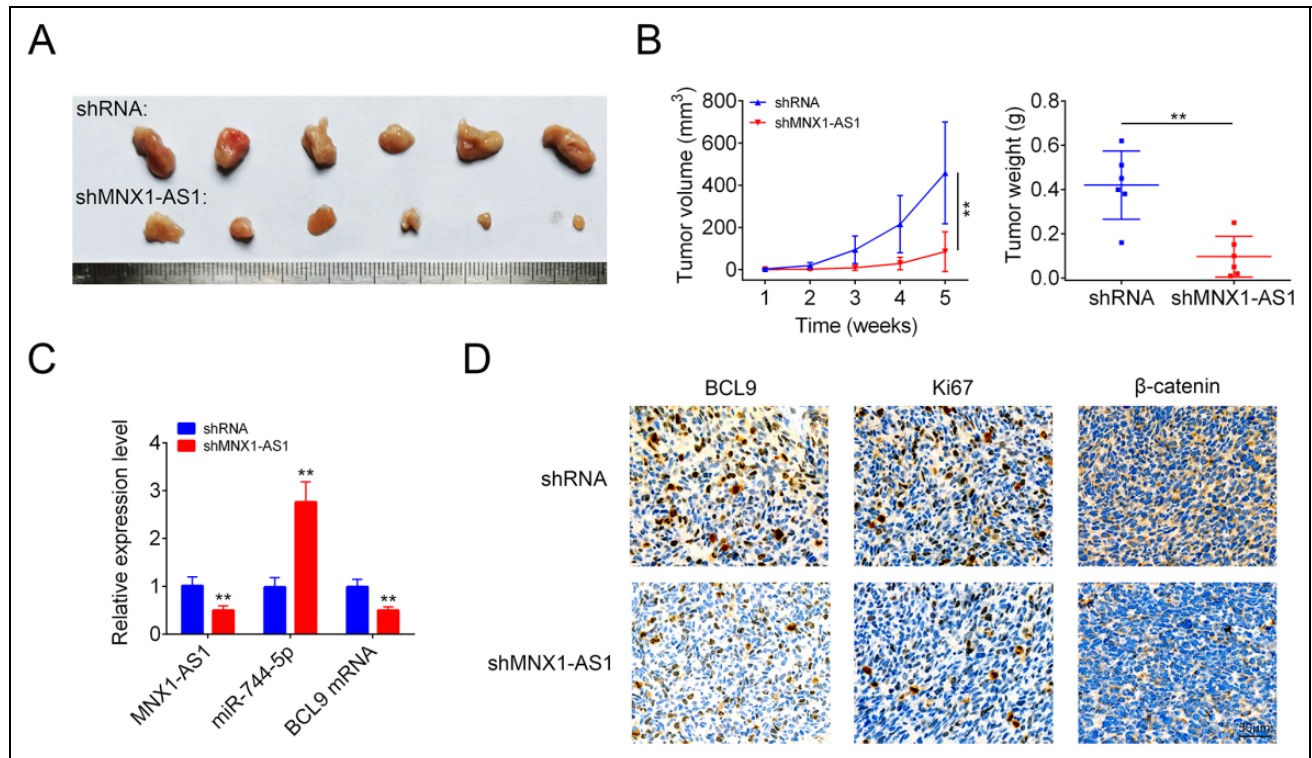 A
shRNA:
shMNX1-AS1:
B
Tumor volume (mm³)
800
600
400
200
0
shRNA
shMNX1-AS1
**
1 2 3 4 5
Time (weeks)
Tumor weight (g)
0.8
0.6
0.4
0.2
0.0
**
shRNA shMNX1-AS1
C
Relative expression level
shRNA
shMNX1-AS1
4
3
2
1
0
** ** **
MNX1-AS1 miR-744-5p BCL9 mRNA
D
BCL9 Ki67 β-catenin
shRNA
shMNX1-AS1
50μm